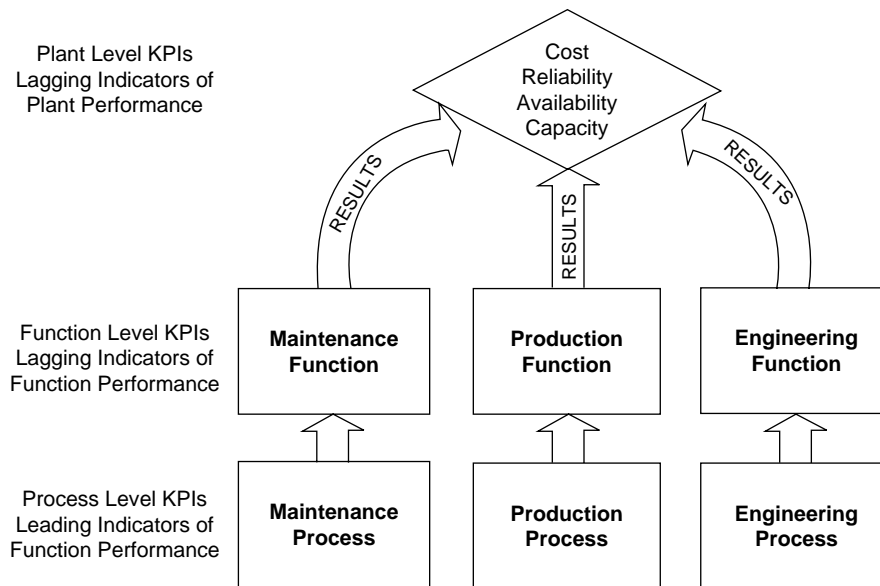 Plant Level KPIs
Lagging Indicators of
Plant Performance
Cost
Reliability
Availability
Capacity
RESULTS
RESULTS
RESULTS
Function Level KPIs
Lagging Indicators of
Function Performance
Maintenance
Function
Production
Function
Engineering
Function
Process Level KPIs
Leading Indicators of
Function Performance
Maintenance
Process
Production
Process
Engineering
Process